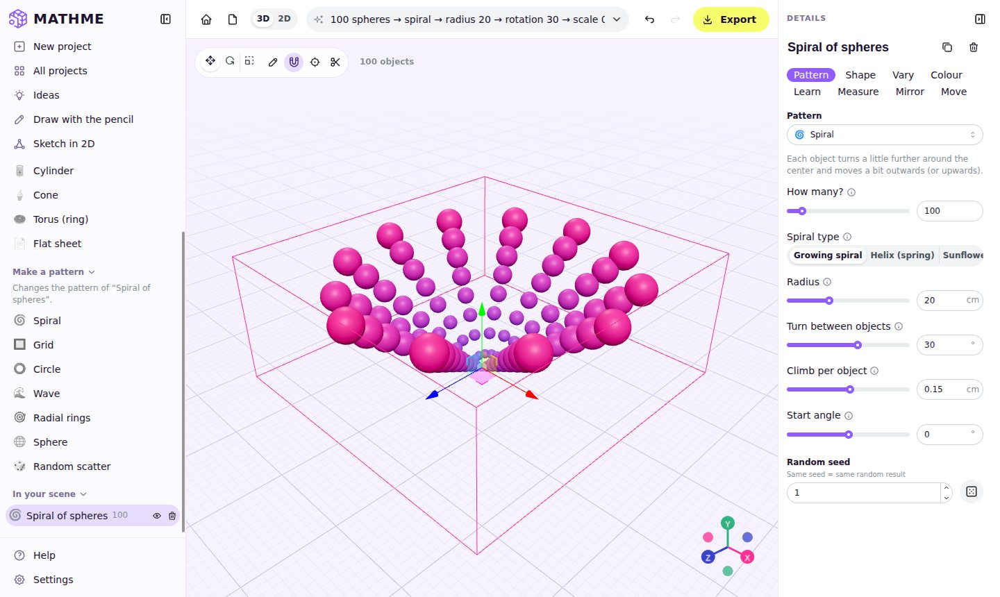 MATHME
New project
All projects
Ideas
Draw with the pencil
Sketch in 2D
Cylinder
Cone
Torus (ring)
Flat sheet
Make a pattern
Changes the pattern of “Spiral of
spheres”.
Spiral
Grid
Circle
Wave
Radial rings
Sphere
Random scatter
In your scene
Spiral of spheres 100
Help
Settings
3D 2D
100 spheres → spiral → radius 20 → rotation 30 → scale
Export
100 objects
Y
Z
X
DETAILS
Spiral of spheres
Pattern Shape Vary Colour
Learn Measure Mirror Move
Pattern
Spiral
Each object turns a little further around the
center and moves a bit outwards (or upwards).
How many?
100
Spiral type
Growing spiral Helix (spring) Sunflowe
Radius
20 cm
Turn between objects
30 °
Climb per object
0.15 cm
Start angle
0 °
Random seed
Same seed = same random result
1